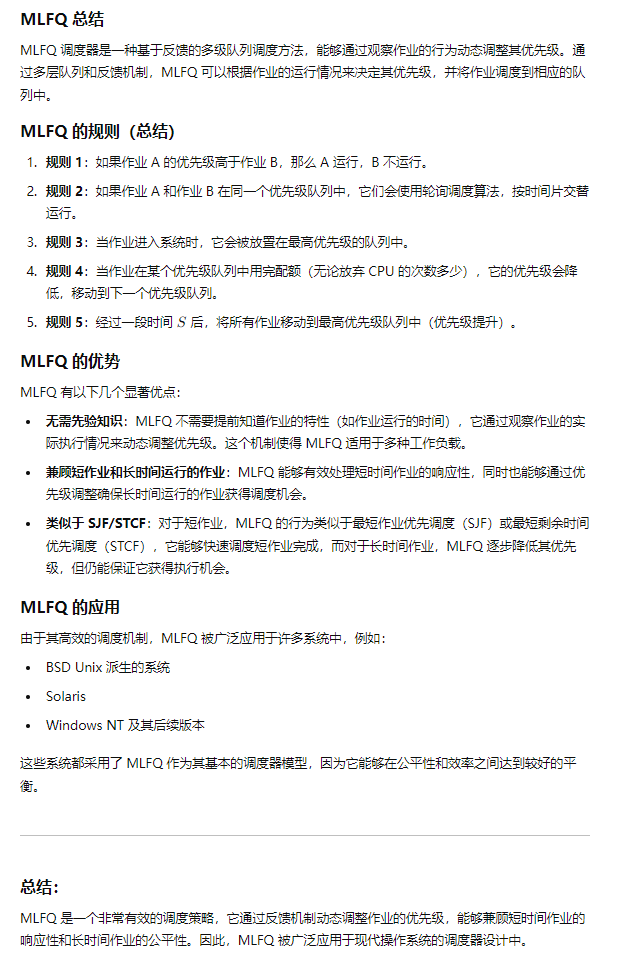 MLFQ 总结
MLFQ 调度器是一种基于反馈的多级队列调度方法，能够通过观察作业的行为动态调整其优先级。通
过多层队列和反馈机制，MLFQ 可以根据作业的运行情况来决定其优先级，并将作业调度到相应的队
列中。
MLFQ 的规则（总结）
1. 规则 1：如果作业 A 的优先级高于作业 B，那么 A 运行，B 不运行。
2. 规则 2：如果作业 A 和作业 B 在同一个优先级队列中，它们会使用轮询调度算法，按时间片交替
运行。
3. 规则 3：当作业进入系统时，它会被放置在最高优先级的队列中。
4. 规则 4：当作业在某个优先级队列中用完配额（无论放弃 CPU 的次数多少），它的优先级会降
低，移动到下一个优先级队列。
5. 规则 5：经过一段时间 S 后，将所有作业移动到最高优先级队列中（优先级提升）。
MLFQ 的优势
MLFQ 有以下几个显著优点：
• 无需先验知识：MLFQ 不需要提前知道作业的特性（如作业运行的时间），它通过观察作业的实
际执行情况来动态调整优先级。这个机制使得 MLFQ 适用于多种工作负载。
• 兼顾短作业和长时间运行的作业：MLFQ 能够有效处理短时间作业的响应性，同时也能够通过优
先级调整确保长时间运行的作业获得调度机会。
• 类似于 SJF/STCF：对于短作业，MLFQ 的行为类似于最短作业优先调度（SJF）或最短剩余时间
优先调度（STCF），它能够快速调度短作业完成，而对于长时间作业，MLFQ 逐步降低其优先
级，但仍能保证它获得执行机会。
MLFQ 的应用
由于其高效的调度机制，MLFQ 被广泛应用于许多系统中，例如：
• BSD Unix 派生的系统
• Solaris
• Windows NT 及其后续版本
这些系统都采用了 MLFQ 作为其基本的调度器模型，因为它能够在公平性和效率之间达到较好的平
衡。
总结：
MLFQ 是一个非常有效的调度策略，它通过反馈机制动态调整作业的优先级，能够兼顾短时间作业的
响应性和长时间作业的公平性。因此，MLFQ 被广泛应用于现代操作系统的调度器设计中。